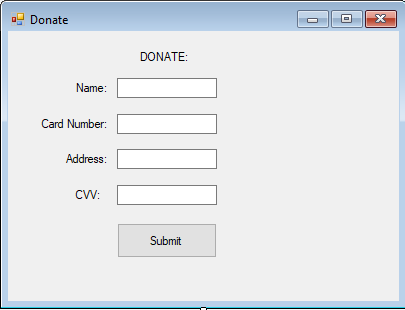 Donate
DONATE:
Name:
Card Number:
Address:
CVV:
Submit